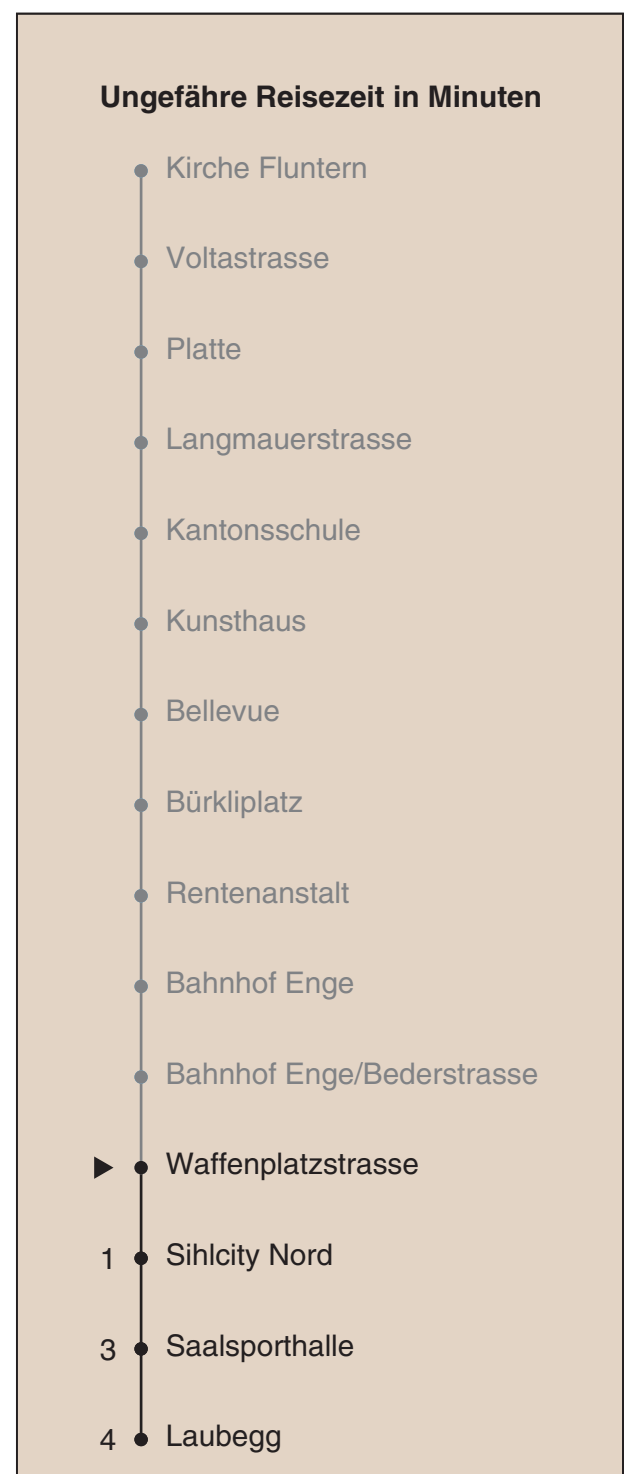 Ungefähre Reisezeit in Minuten
Kirche Fluntern
Voltastrasse
Platte
Langmauerstrasse
Kantonsschule
Kunsthaus
Bellevue
Bürkliplatz
Rentenanstalt
Bahnhof Enge
Bahnhof Enge/Bederstrasse
Waffenplatzstrasse
1 Sihlcity Nord
3 Saalsporthalle
4 Laubegg